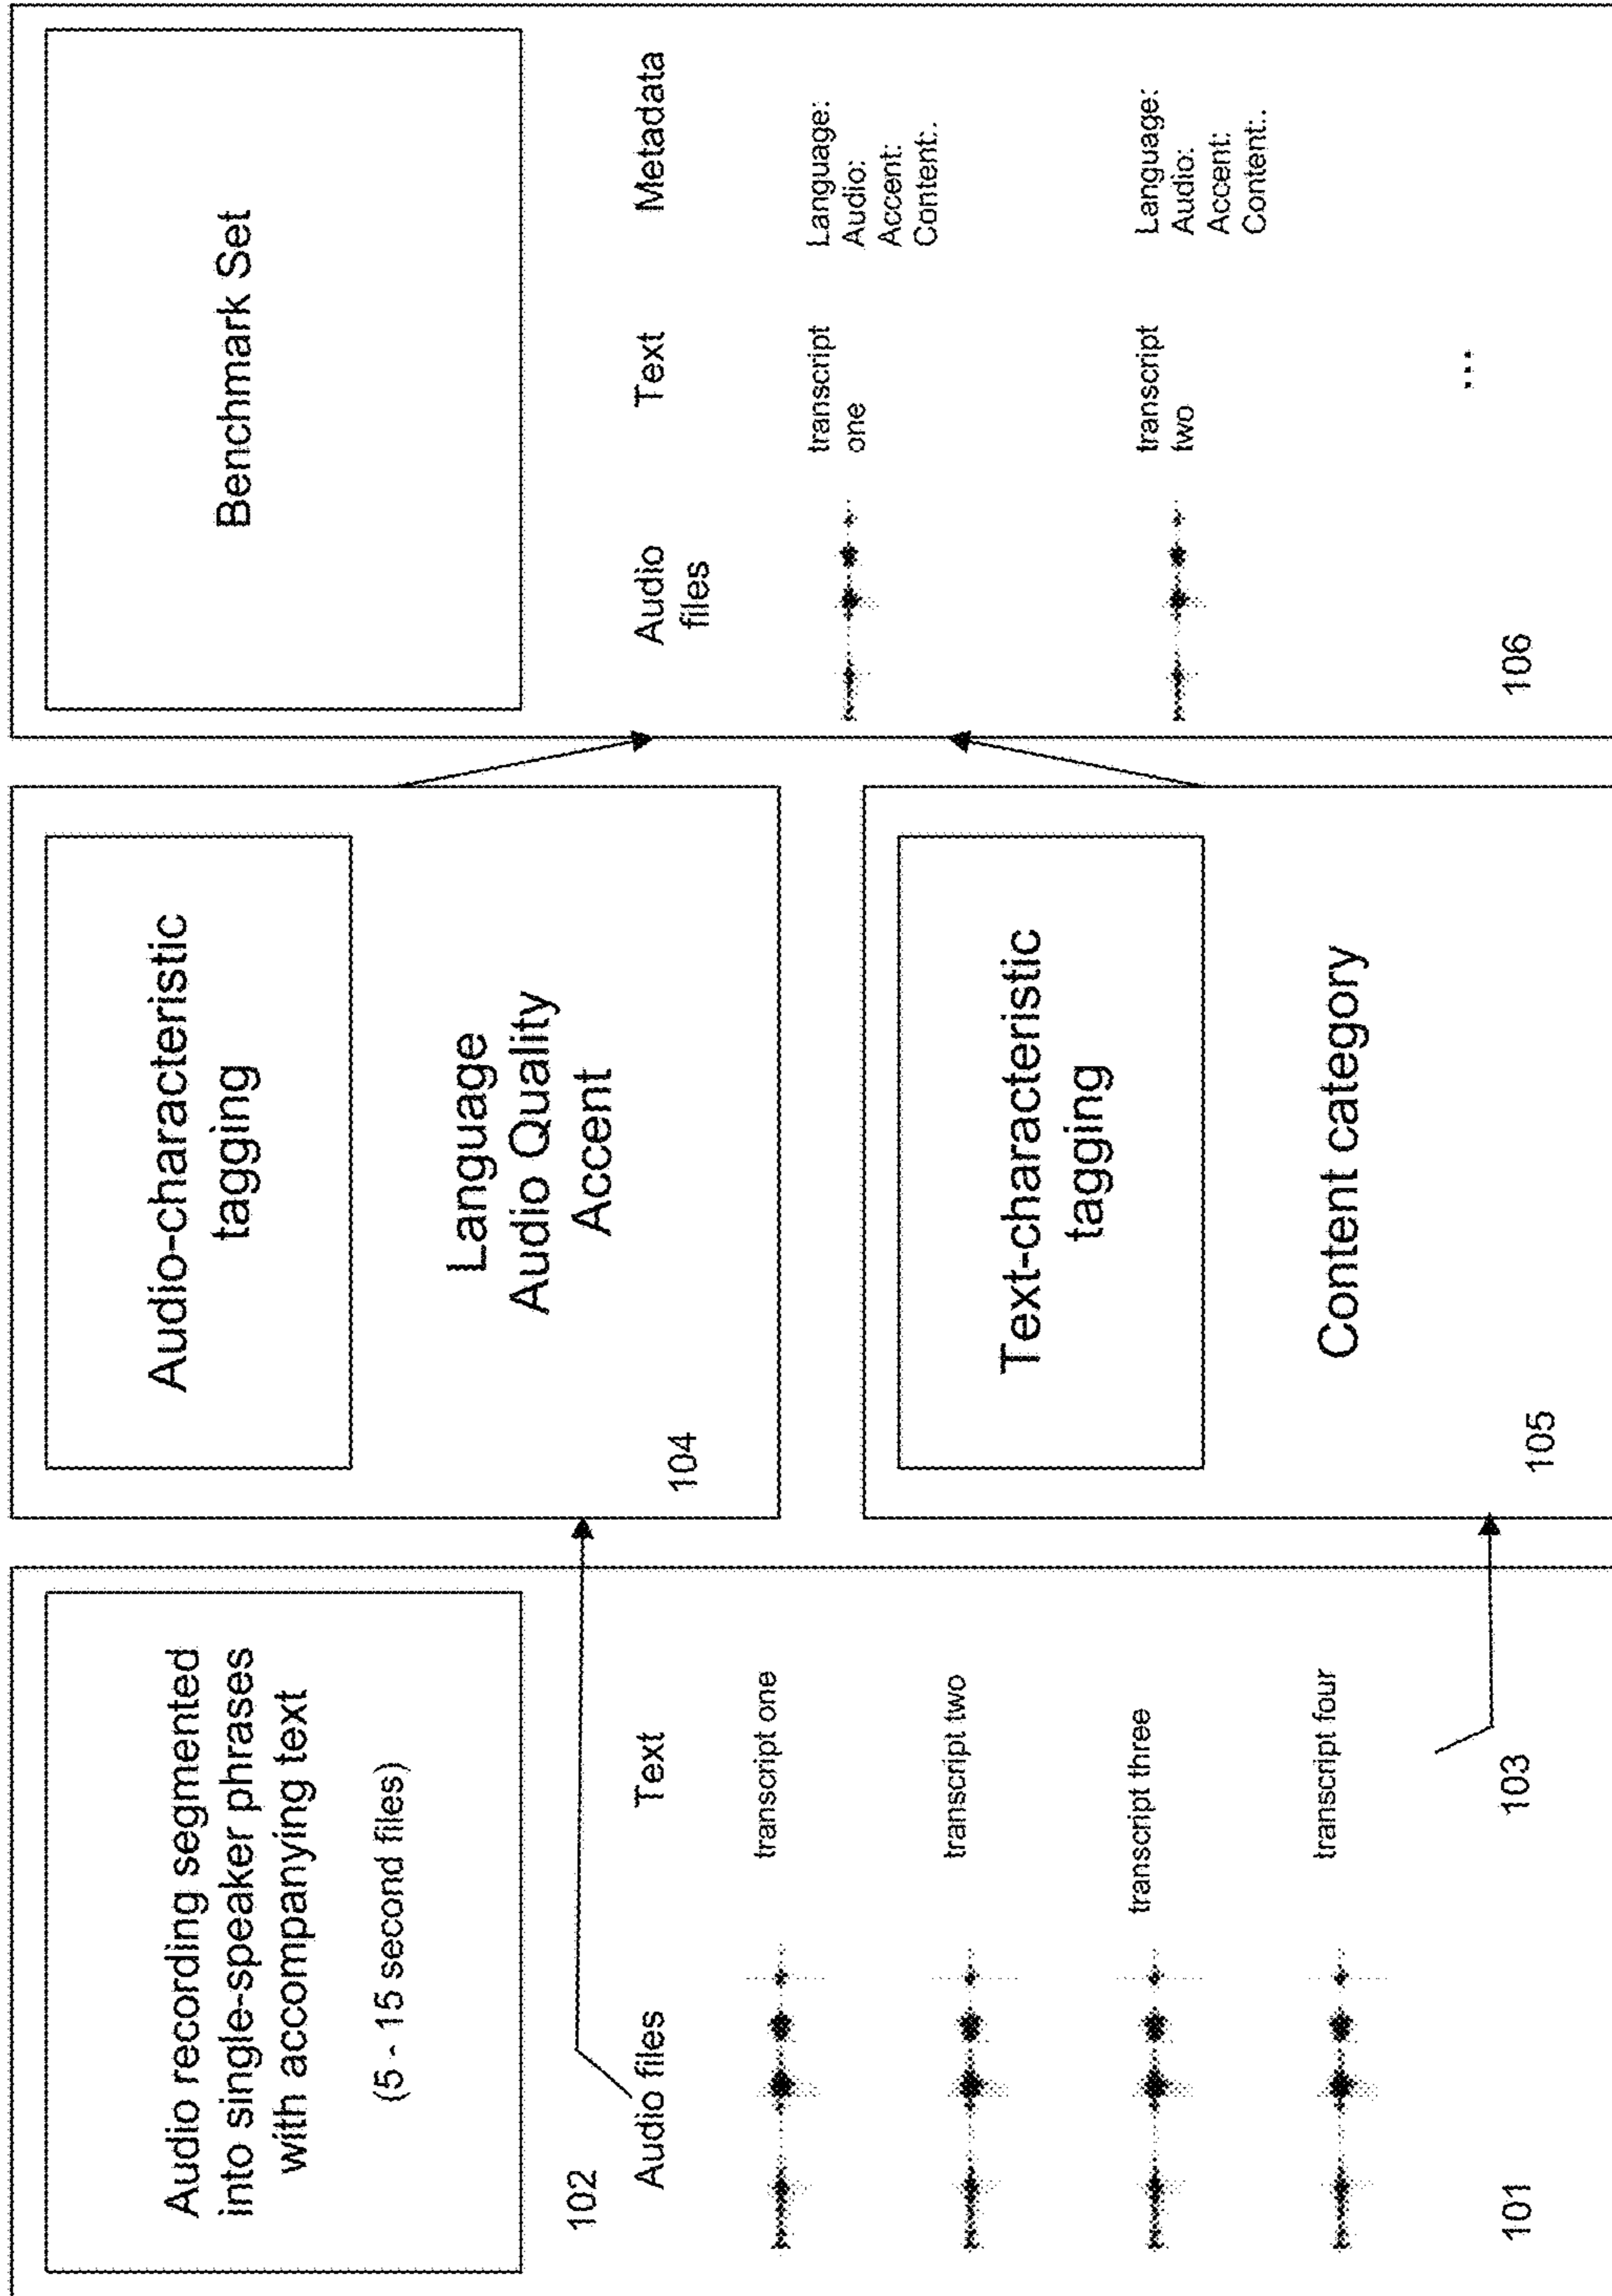 Audio recording segmented
into single-speaker phrases
with accompanying text
(5 - 15 second files)
102
Audio files
Text
transcript one
transcript two
transcript three
transcript four
101
103
Audio-characteristic
tagging
Language
Audio Quality
Accent
104
Text-characteristic
tagging
Content category
105
Benchmark Set
Audio
files
Text
Metadata
transcript
one
Language:
Audio:
Accent:
Content:.
transcript
two
Language:
Audio:
Accent:
Content:.
...
106